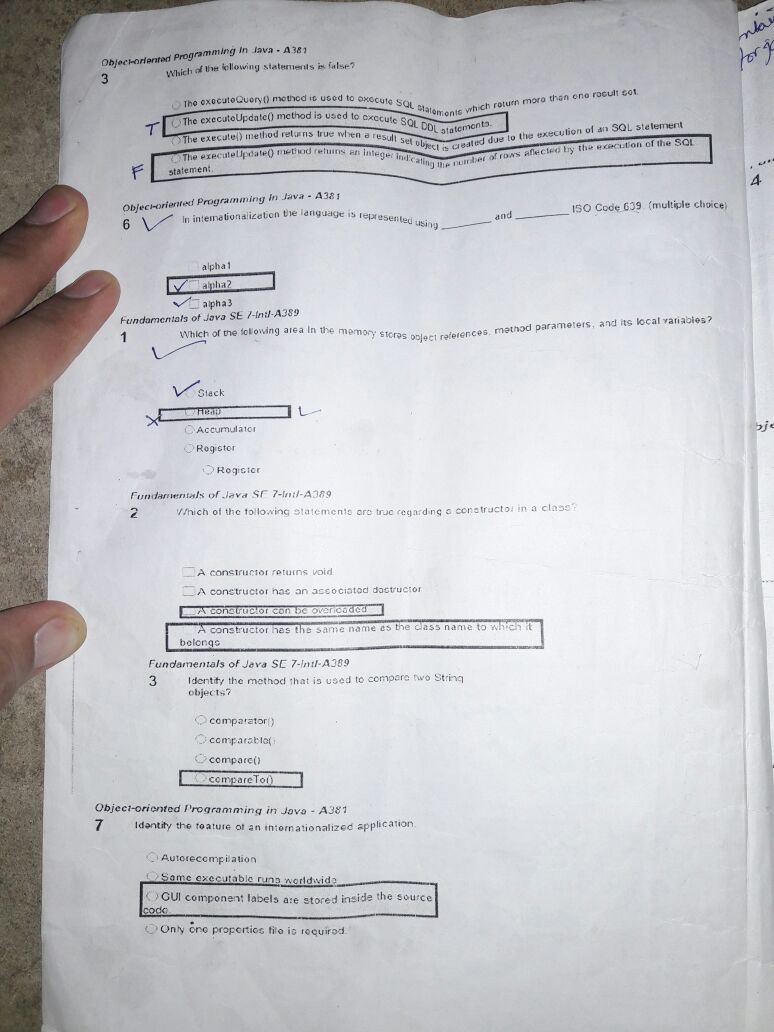 Object-oriented Programming in Java - A381
3 Which of the following statements is false?
The executeQuery() method is used to execute SQL statements which return more than one result set.
T The executeUpdate() method is used to execute SQL DDL statements.
The execute() method returns true when a result set object is created due to the execution of an SQL statement
F The executeUpdate() method returns an integer indicating the number of rows affected by the execution of the SQL
statement.
Object-oriented Programming in Java - A381
6 In internationalization the language is represented using ________ and ________ ISO Code 639. (multiple choice)
alpha1
alpha2
alpha3
Fundamentals of Java SE 7-Intl-A389
1 Which of the following area in the memory stores object references, method parameters, and its local variables?
Stack
Heap
Accumulator
Register
Register
Fundamentals of Java SE 7-Intl-A389
2 Which of the following statements are true regarding a constructor in a class?
A constructor returns void
A constructor has an associated destructor
A constructor can be overloaded
A constructor has the same name as the class name to which it
belongs
Fundamentals of Java SE 7-Intl-A389
3 Identify the method that is used to compare two String
objects?
comparator()
comparable()
compare()
compareTo()
Object-oriented Programming in Java - A381
7 Identify the feature of an internationalized application.
Autorecompilation
Same executable runs worldwide
GUI component labels are stored inside the source
code.
Only one properties file is required.
4